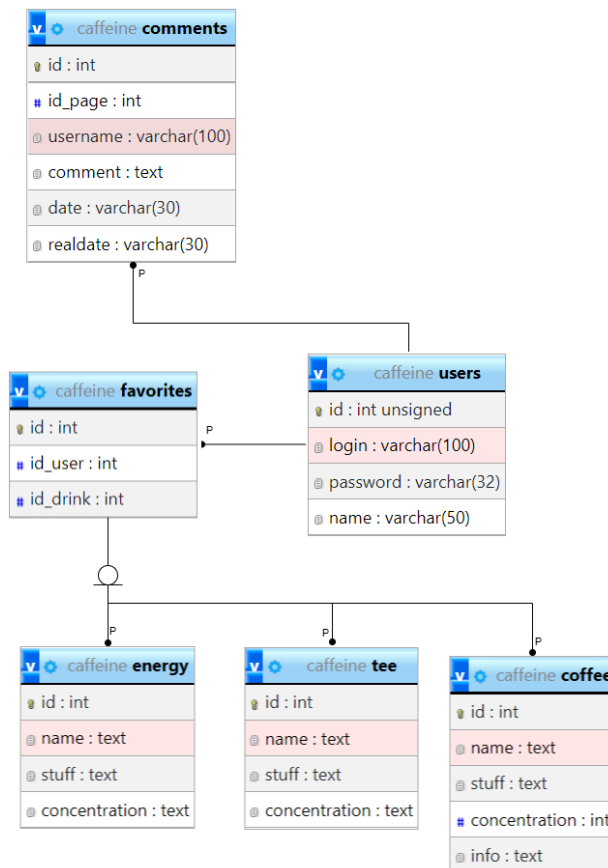 v caffeine comments
id : int
# id_page : int
username : varchar(100)
comment : text
date : varchar(30)
realdate : varchar(30)
P
v caffeine favorites
id : int
# id_user : int
# id_drink : int
P
v caffeine users
id : int unsigned
login : varchar(100)
password : varchar(32)
name : varchar(50)
P
P
P
v caffeine energy
id : int
name : text
stuff : text
concentration : text
v caffeine tee
id : int
name : text
stuff : text
concentration : text
v caffeine coffee
id : int
name : text
stuff : text
# concentration : int
info : text